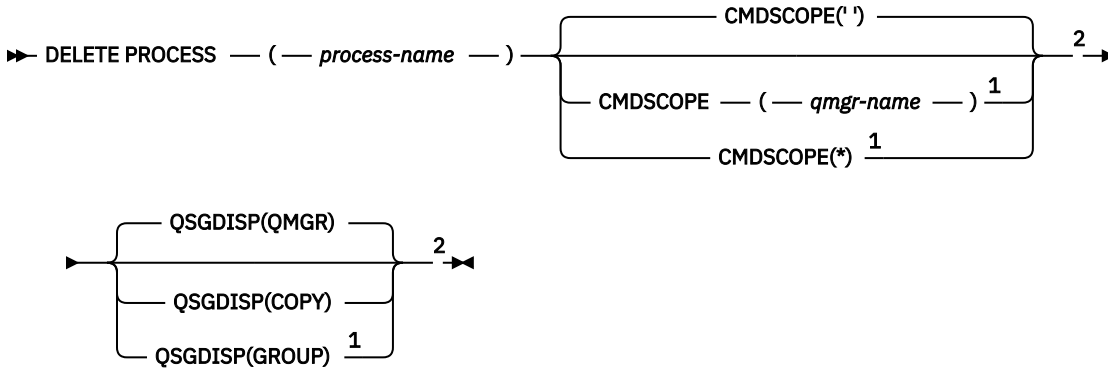 CMDSCOPE(' ')
DELETE PROCESS ( process-name ) 2
CMDSCOPE ( qmgr-name ) 1
CMDSCOPE(*) 1
QSGDISP(QMGR)
2
QSGDISP(COPY)
QSGDISP(GROUP) 1